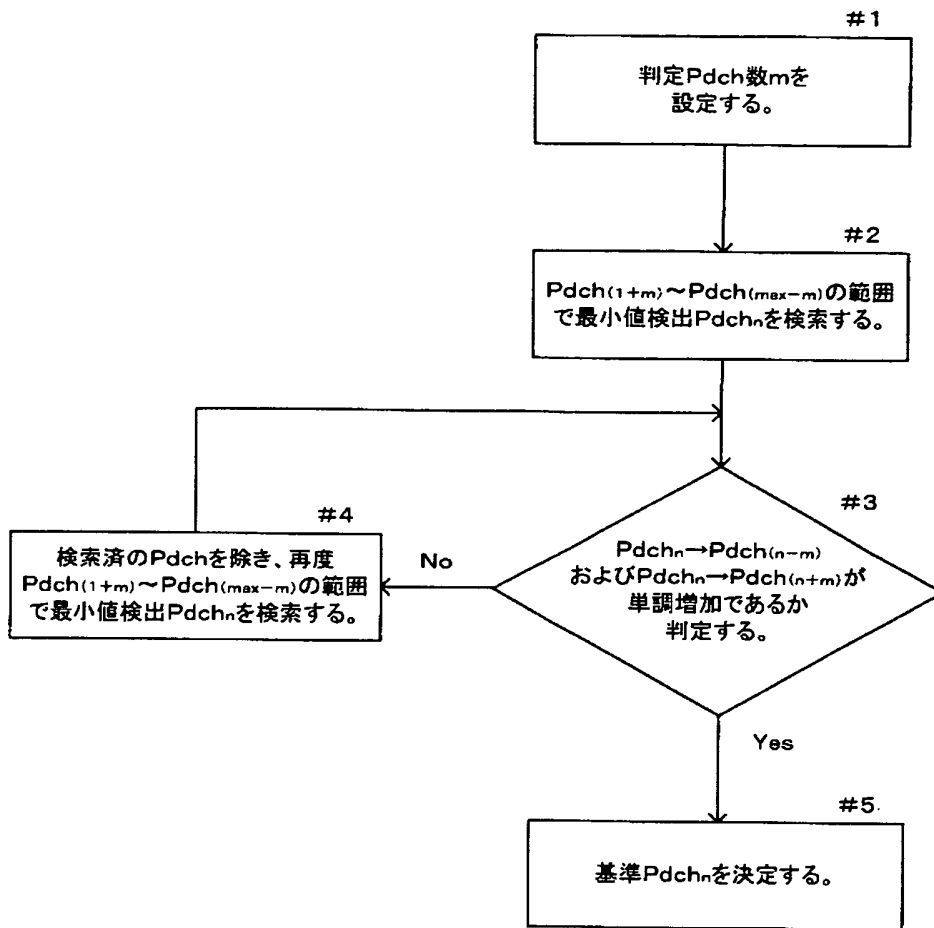 #1
判定Pdch数mを
設定する。
#2
Pdch(1+m)~Pdch(max-m)の範囲
で最小値検出Pdchnを検索する。
#3
Pdchn→Pdch(n-m)
およびPdchn→Pdch(n+m)が
単調増加であるか
判定する。
No
#4
検索済のPdchを除き、再度
Pdch(1+m)~Pdch(max-m)の範囲
で最小値検出Pdchnを検索する。
Yes
#5
基準Pdchnを決定する。